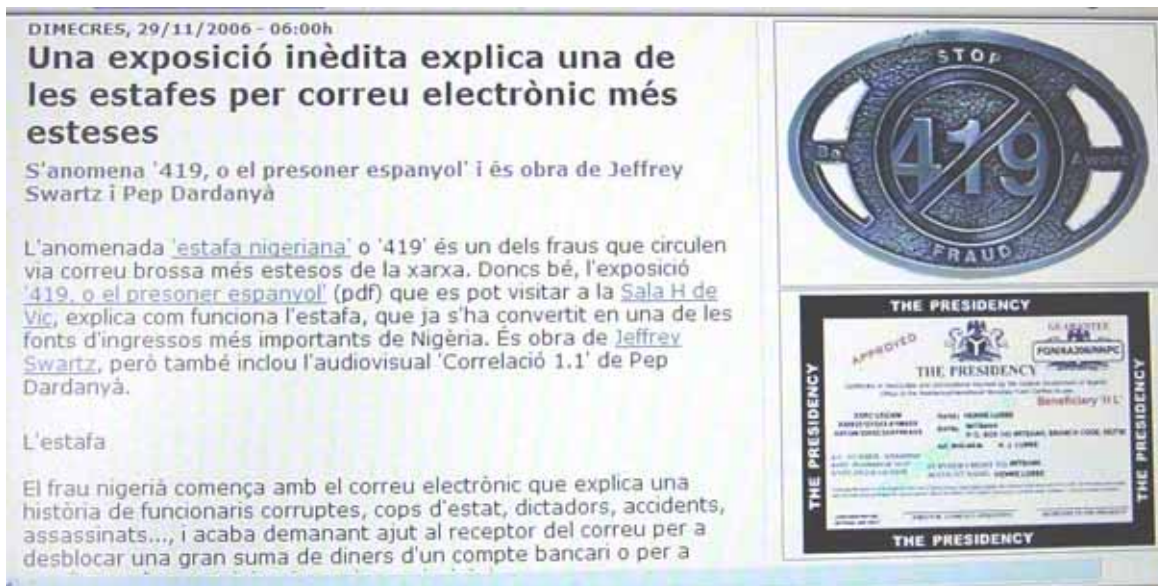 DIMECRES, 29/11/2006 - 06:00h
Una exposició inèdita explica una de
les estafes per correu electrònic més
esteses
S'anomena '419, o el presoner espanyol' i és obra de Jeffrey
Swartz i Pep Dardanyà
L'anomenada 'estafa nigeriana' o '419' és un dels fraus que circulen
via correu brossa més estesos de la xarxa. Doncs bé, l'exposició
'419, o el presoner espanyol' (pdf) que es pot visitar a la Sala H de
Vic, explica com funciona l'estafa, que ja s'ha convertit en una de les
fonts d'ingressos més importants de Nigèria. És obra de Jeffrey
Swartz, però també inclou l'audiovisual 'Correlació 1.1' de Pep
Dardanyà.
L'estafa
El frau nigerià comença amb el correu electrònic que explica una
història de funcionaris corruptes, cops d'estat, dictadors, accidents,
assassinats..., i acaba demanant ajut al receptor del correu per a
desblocar una gran suma de diners d'un compte bancari o per a
STOP
Be 419 Aware
FRAUD
THE PRESIDENCY
APPROVED
GUARANTEE
THE PRESIDENCY
THE PRESIDENCY
THE PRESIDENCY
THE PRESIDENCY